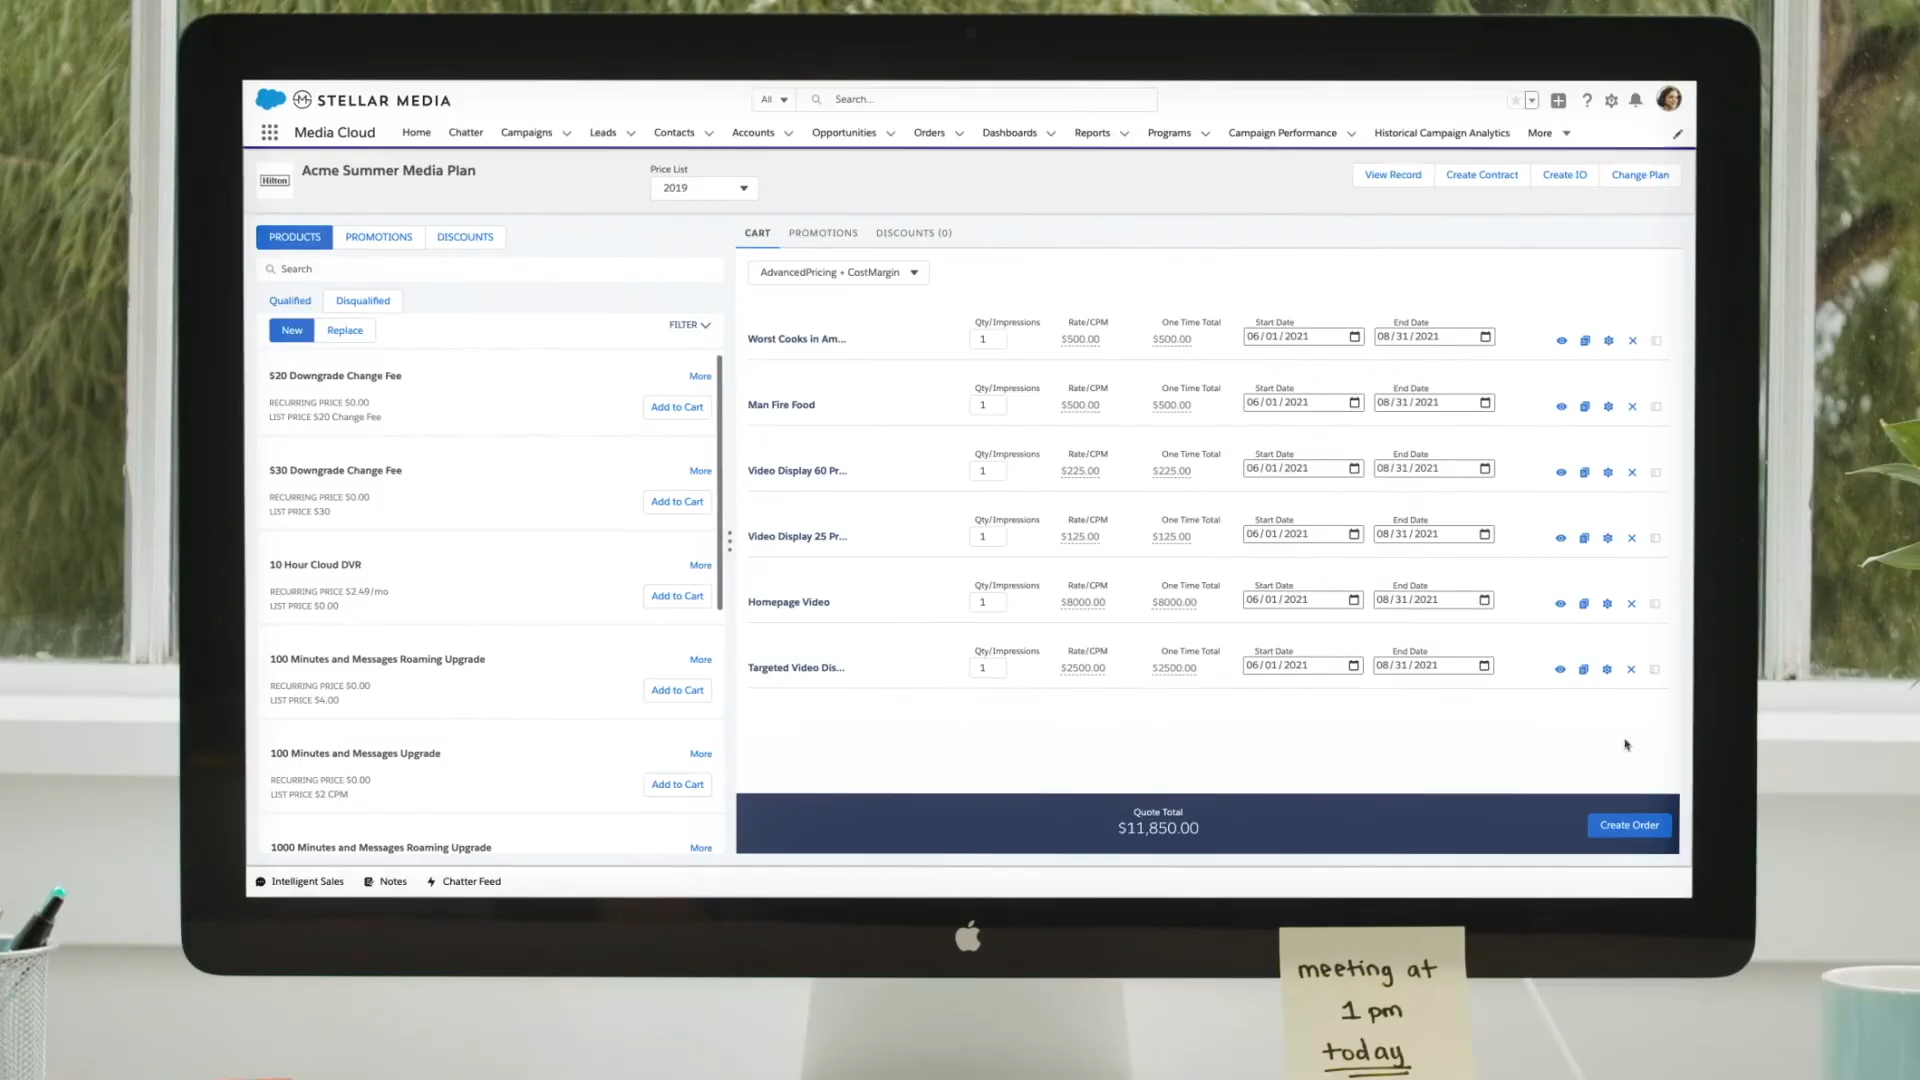 STELLAR MEDIA
All
Search...
Media Cloud
Home Chatter Campaigns Leads Contacts Accounts Opportunities Orders Dashboards Reports Programs Campaign Performance Historical Campaign Analytics More
Hilton
Acme Summer Media Plan
Price List
2019
View Record Create Contract Create IO Change Plan
PRODUCTS PROMOTIONS DISCOUNTS
Search
Qualified Disqualified
New Replace
FILTER
$20 Downgrade Change Fee More
RECURRING PRICE $0.00
LIST PRICE $20 Change Fee
Add to Cart
$30 Downgrade Change Fee More
RECURRING PRICE $0.00
LIST PRICE $30
Add to Cart
10 Hour Cloud DVR More
RECURRING PRICE $2.49/mo
LIST PRICE $0.00
Add to Cart
100 Minutes and Messages Roaming Upgrade More
RECURRING PRICE $0.00
LIST PRICE $4.00
Add to Cart
100 Minutes and Messages Upgrade More
RECURRING PRICE $0.00
LIST PRICE $2 CPM
Add to Cart
1000 Minutes and Messages Roaming Upgrade More
CART PROMOTIONS DISCOUNTS (0)
AdvancedPricing + CostMargin
Qty/Impressions Rate/CPM One Time Total Start Date End Date
Worst Cooks in Am... 1 $500.00 $500.00 06/01/2021 08/31/2021
Qty/Impressions Rate/CPM One Time Total Start Date End Date
Man Fire Food 1 $500.00 $500.00 06/01/2021 08/31/2021
Qty/Impressions Rate/CPM One Time Total Start Date End Date
Video Display 60 Pr... 1 $225.00 $225.00 06/01/2021 08/31/2021
Qty/Impressions Rate/CPM One Time Total Start Date End Date
Video Display 25 Pr... 1 $125.00 $125.00 06/01/2021 08/31/2021
Qty/Impressions Rate/CPM One Time Total Start Date End Date
Homepage Video 1 $8000.00 $8000.00 06/01/2021 08/31/2021
Qty/Impressions Rate/CPM One Time Total Start Date End Date
Targeted Video Dis... 1 $2500.00 $2500.00 06/01/2021 08/31/2021
Quote Total
$11,850.00
Create Order
Intelligent Sales Notes Chatter Feed
meeting at
1 pm
today